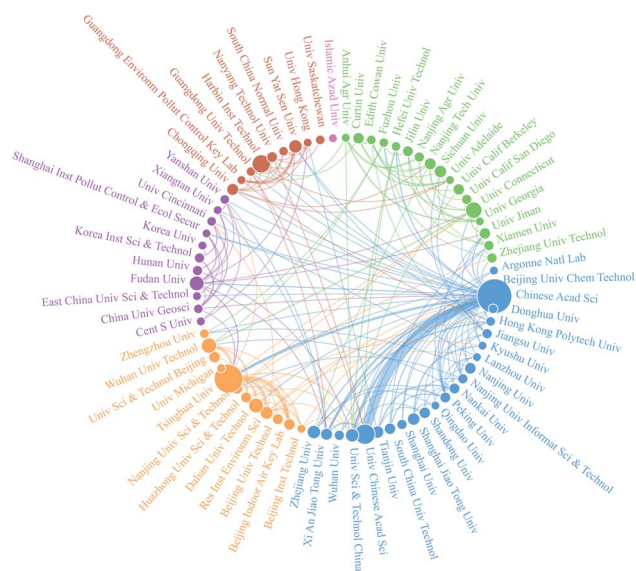 Islamic Azad Univ
Anhui Agr Univ
Curtin Univ
Edith Cowan Univ
Fuzhou Univ
Hefei Univ Technol
Jilin Univ
Nanjing Agr Univ
Nanjing Tech Univ
Sichuan Univ
Univ Adelaide
Univ Calif Berkeley
Univ Calif San Diego
Univ Connecticut
Univ Georgia
Univ Jinan
Xiamen Univ
Zhejiang Univ Technol
Argonne Natl Lab
Beijing Univ Chem Technol
Chinese Acad Sci
Donghua Univ
Hong Kong Polytech Univ
Jiangsu Univ
Kyushu Univ
Lanzhou Univ
Nanjing Univ
Nanjing Univ Informat Sci & Technol
Nankai Univ
Peking Univ
Qingdao Univ
Shandong Univ
Shanghai Jiao Tong Univ
Shanghai Univ
South China Univ Technol
Tianjin Univ
Univ Chinese Acad Sci
Univ Sci & Technol China
Wuhan Univ
Xi An Jiao Tong Univ
Zhejiang Univ
Beijing Inst Technol
Beijing Indoor Air Key Lab
Beijing Univ Technol
Res Inst Environm Sci
Dalian Univ Technol
Huazhong Univ Sci & Technol
Nanjing Univ Sci & Technol
Tsinghua Univ
Univ Michigan
Univ Sci & Technol Beijing
Wuhan Univ Technol
Zhengzhou Univ
Cent S Univ
China Univ Geosci
East China Univ Sci & Technol
Fudan Univ
Hunan Univ
Korea Inst Sci & Technol
Korea Univ
Shanghai Inst Pollut Control & Ecol Secur
Univ Cincinnati
Xiangtan Univ
Yanshan Univ
Chongqing Univ
Guangdong Environm Pollut Control Key Lab
Guangdong Univ Technol
Harbin Inst Technol
Nanyang Technol Univ
South China Normal Univ
Sun Yat Sen Univ
Univ Hong Kong
Univ Saskatchewan